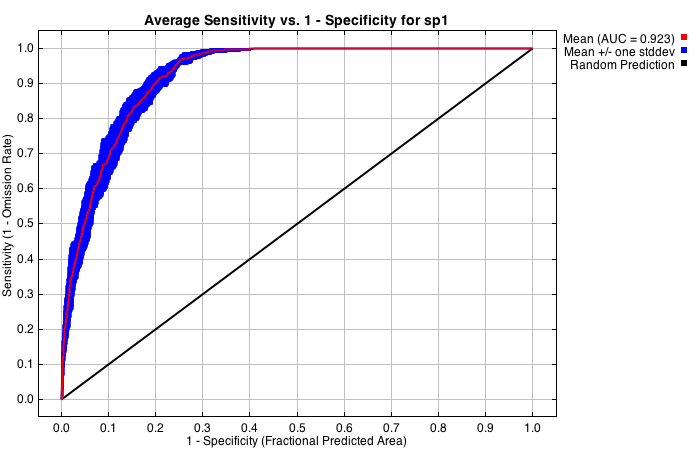 Average Sensitivity vs. 1 - Specificity for sp1
Mean (AUC = 0.923)
Mean +/- one stddev
Random Prediction
Sensitivity (1 - Omission Rate)
1.0
0.9
0.8
0.7
0.6
0.5
0.4
0.3
0.2
0.1
0.0
0.0 0.1 0.2 0.3 0.4 0.5 0.6 0.7 0.8 0.9 1.0
1 - Specificity (Fractional Predicted Area)